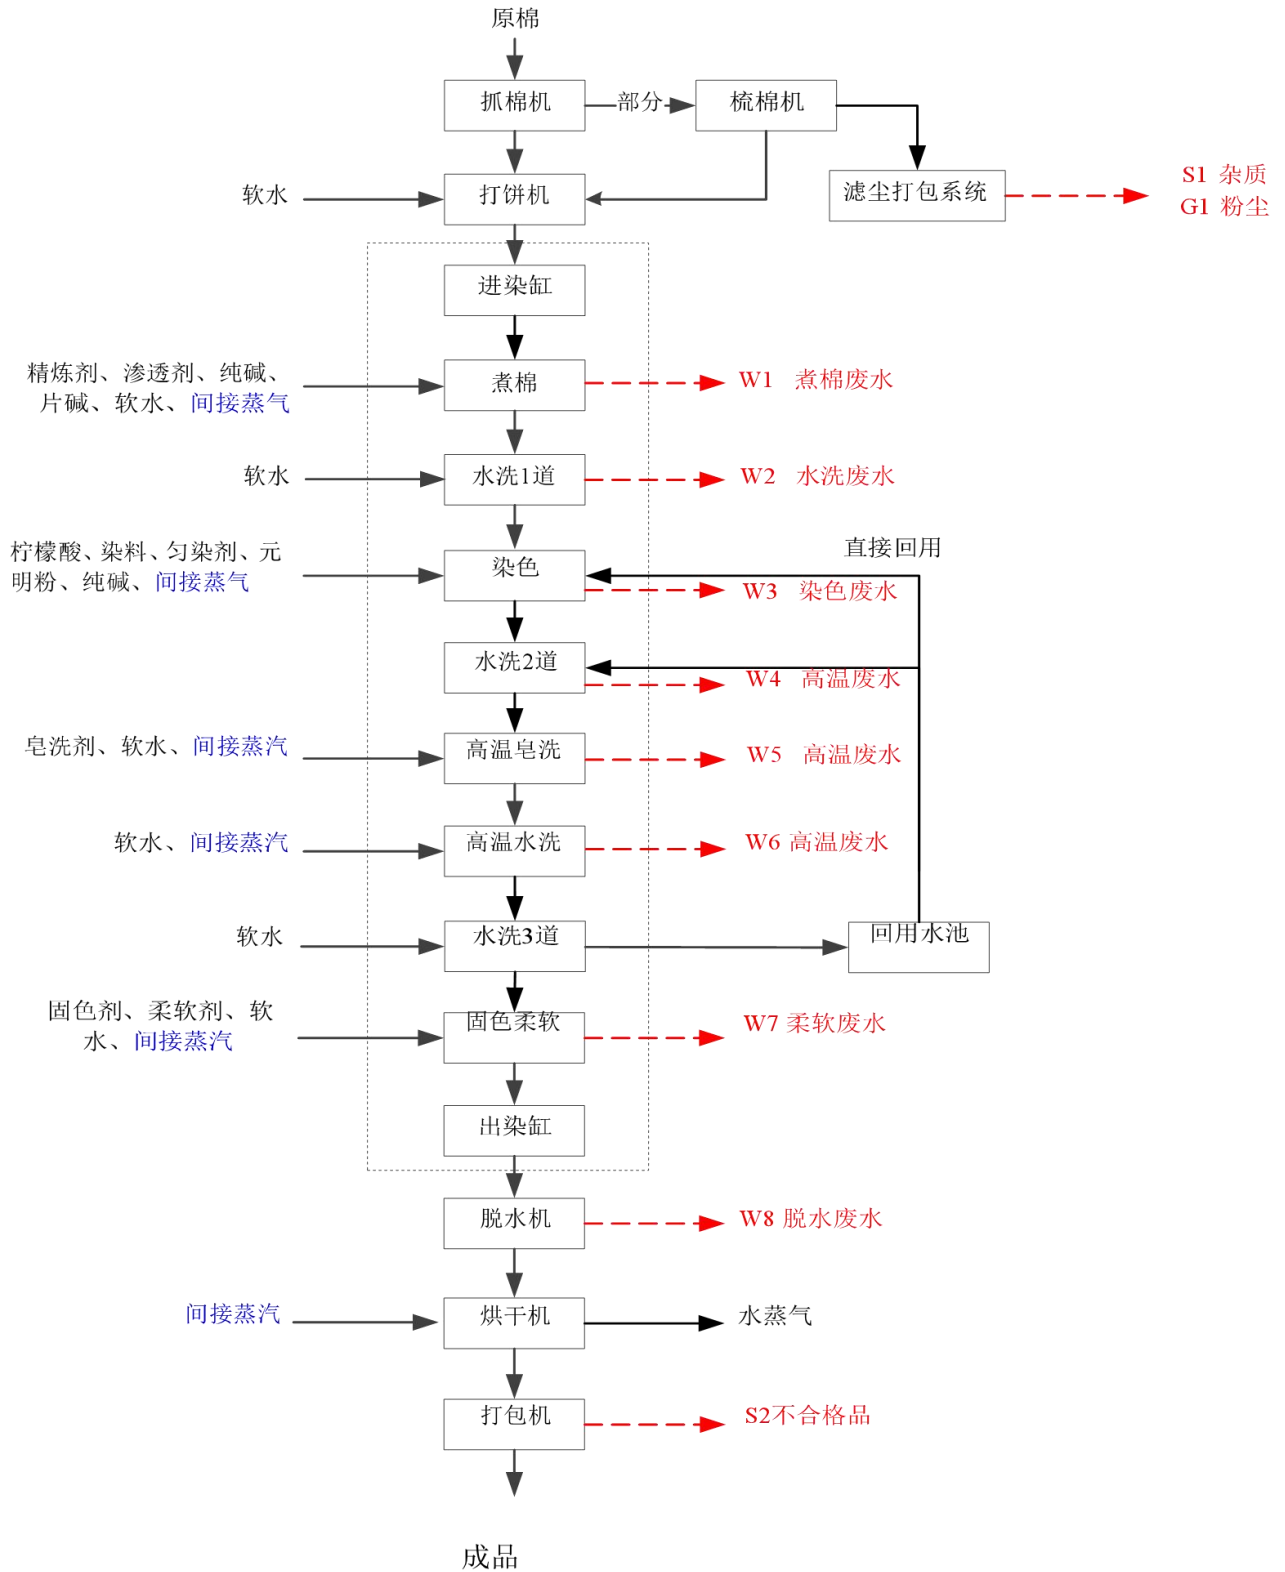 原棉
抓棉机
部分
梳棉机
S1 杂质
G1 粉尘
软水
打饼机
滤尘打包系统
进染缸
精炼剂、渗透剂、纯碱、
片碱、软水、间接蒸气
煮棉
W1 煮棉废水
软水
水洗1道
W2 水洗废水
直接回用
柠檬酸、染料、匀染剂、元
明粉、纯碱、间接蒸气
染色
W3 染色废水
水洗2道
W4 高温废水
皂洗剂、软水、间接蒸汽
高温皂洗
W5 高温废水
软水、间接蒸汽
高温水洗
W6 高温废水
软水
水洗3道
回用水池
固色剂、柔软剂、软
水、间接蒸汽
固色柔软
W7 柔软废水
出染缸
脱水机
W8 脱水废水
间接蒸汽
烘干机
水蒸气
打包机
S2不合格品
成品